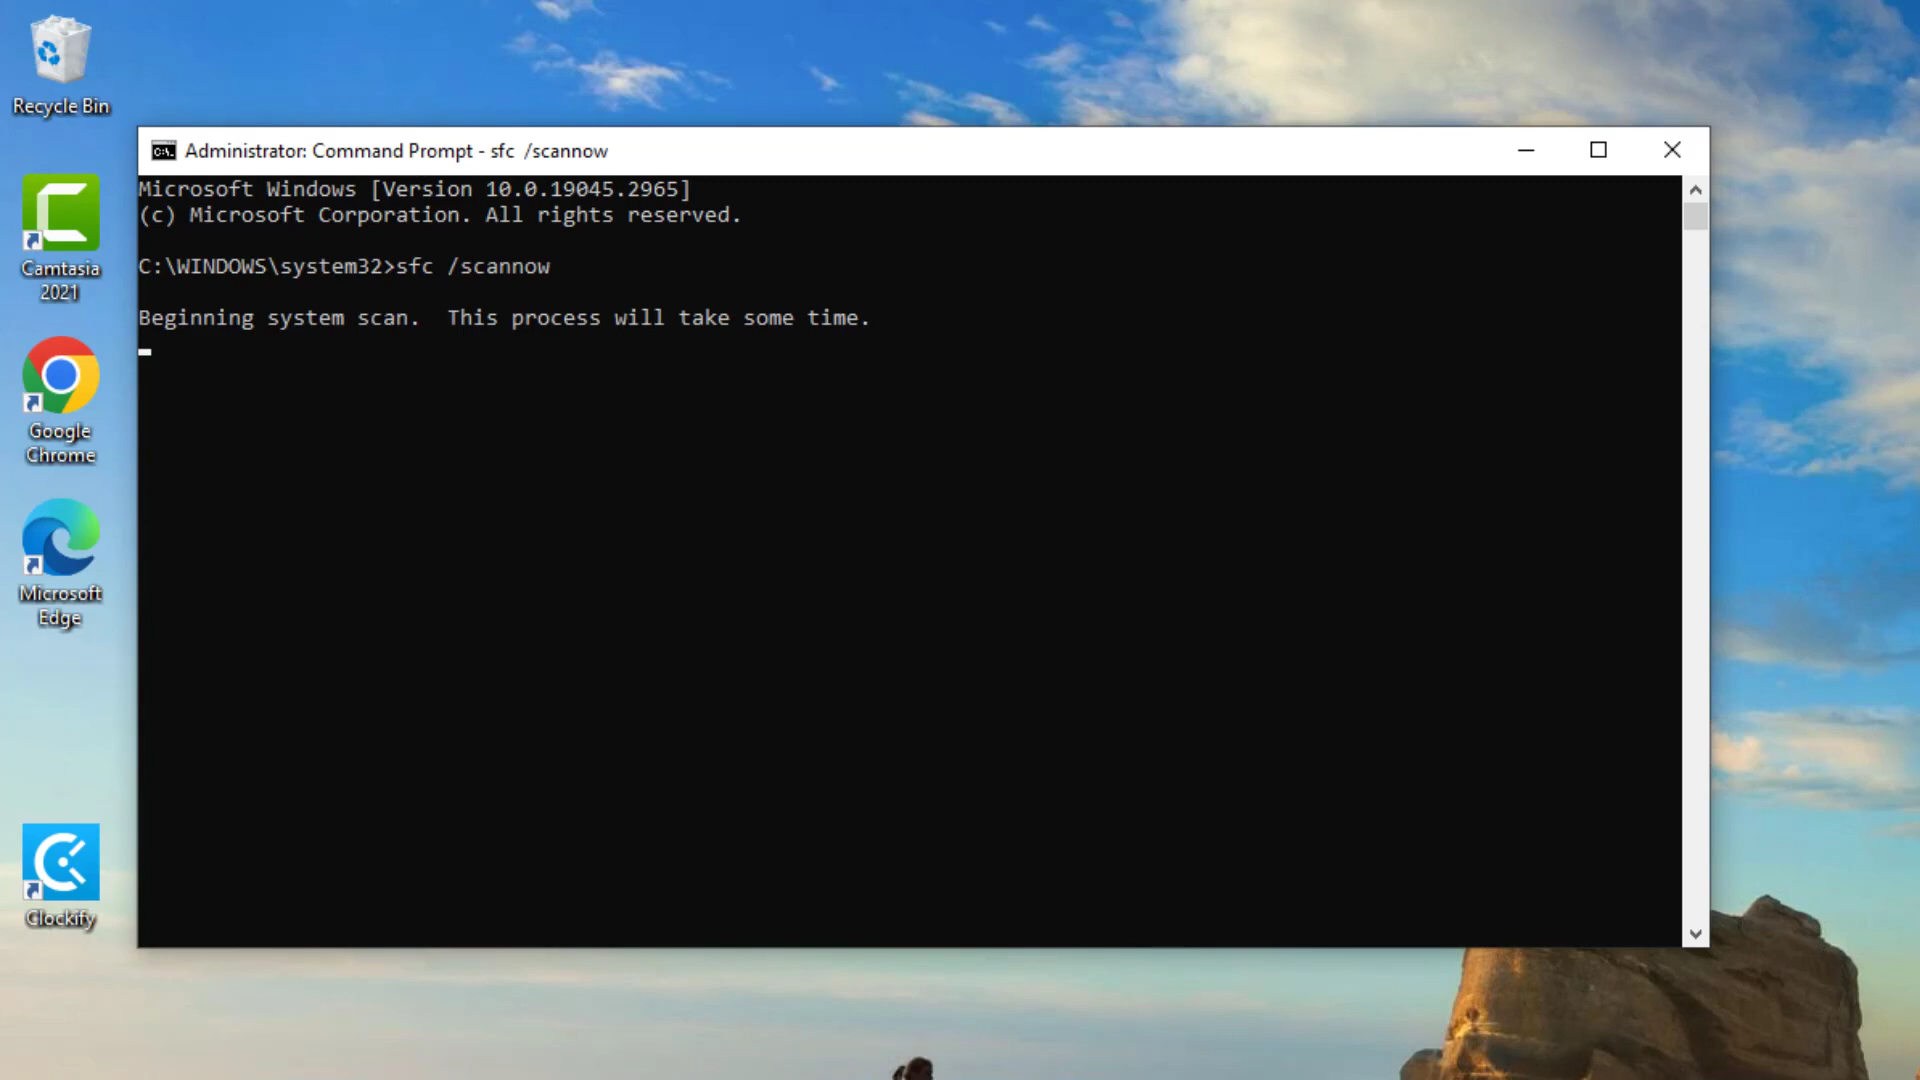 Recycle Bin
Camtasia
2021
Google
Chrome
Microsoft
Edge
Clockify
Administrator: Command Prompt - sfc  /scannow
Microsoft Windows [Version 10.0.19045.2965]
(c) Microsoft Corporation. All rights reserved.
C:\WINDOWS\system32>sfc /scannow
Beginning system scan.  This process will take some time.